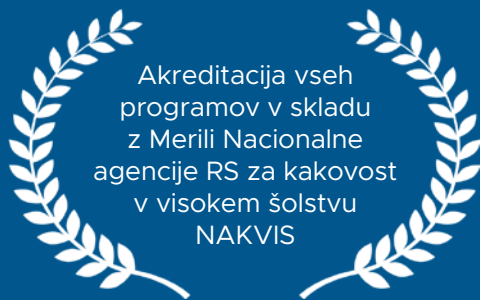 Akreditacija vseh
programov v skladu
z Merili Nacionalne
agencije RS za kakovost
v visokem šolstvu
NAKVIS